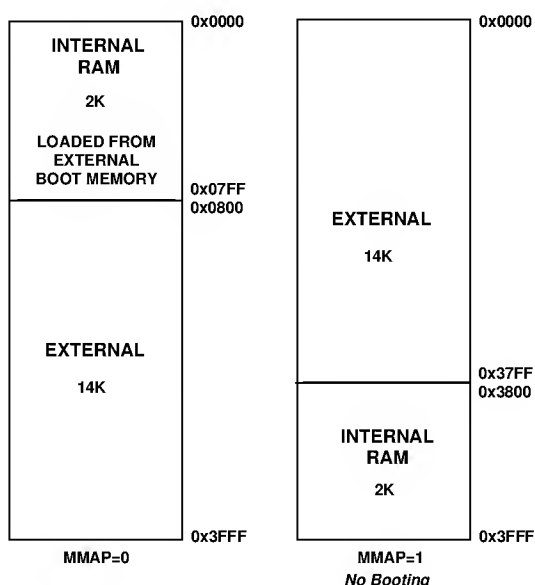 0x0000
INTERNAL
RAM
2K
LOADED FROM
EXTERNAL
BOOT MEMORY
0x07FF
0x0800
EXTERNAL
14K
0x3FFF
MMAP=0
0x0000
EXTERNAL
14K
0x37FF
0x3800
INTERNAL
RAM
2K
0x3FFF
MMAP=1
No Booting